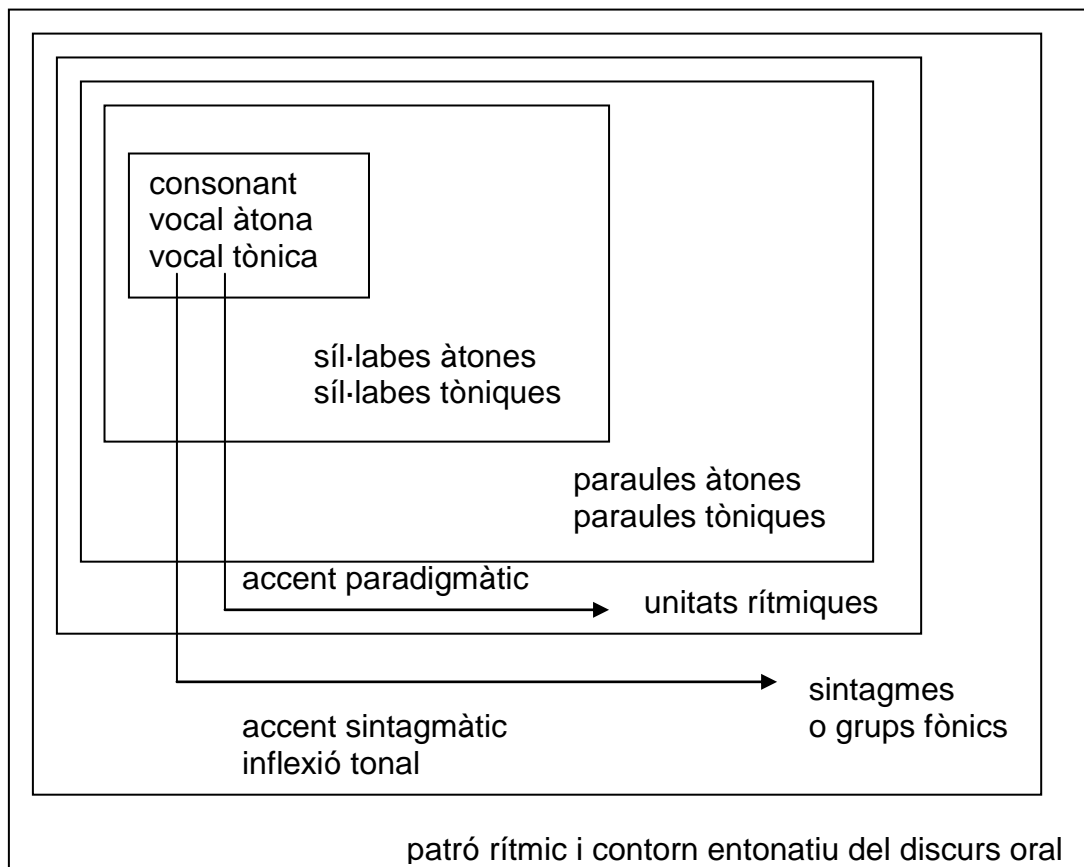 consonant
vocal àtona
vocal tònica
síl·labes àtones
síl·labes tòniques
paraules àtones
paraules tòniques
accent paradigmàtic
unitats rítmiques
sintagmes
o grups fònics
accent sintagmàtic
inflexió tonal
patró rítmic i contorn entonatiu del discurs oral